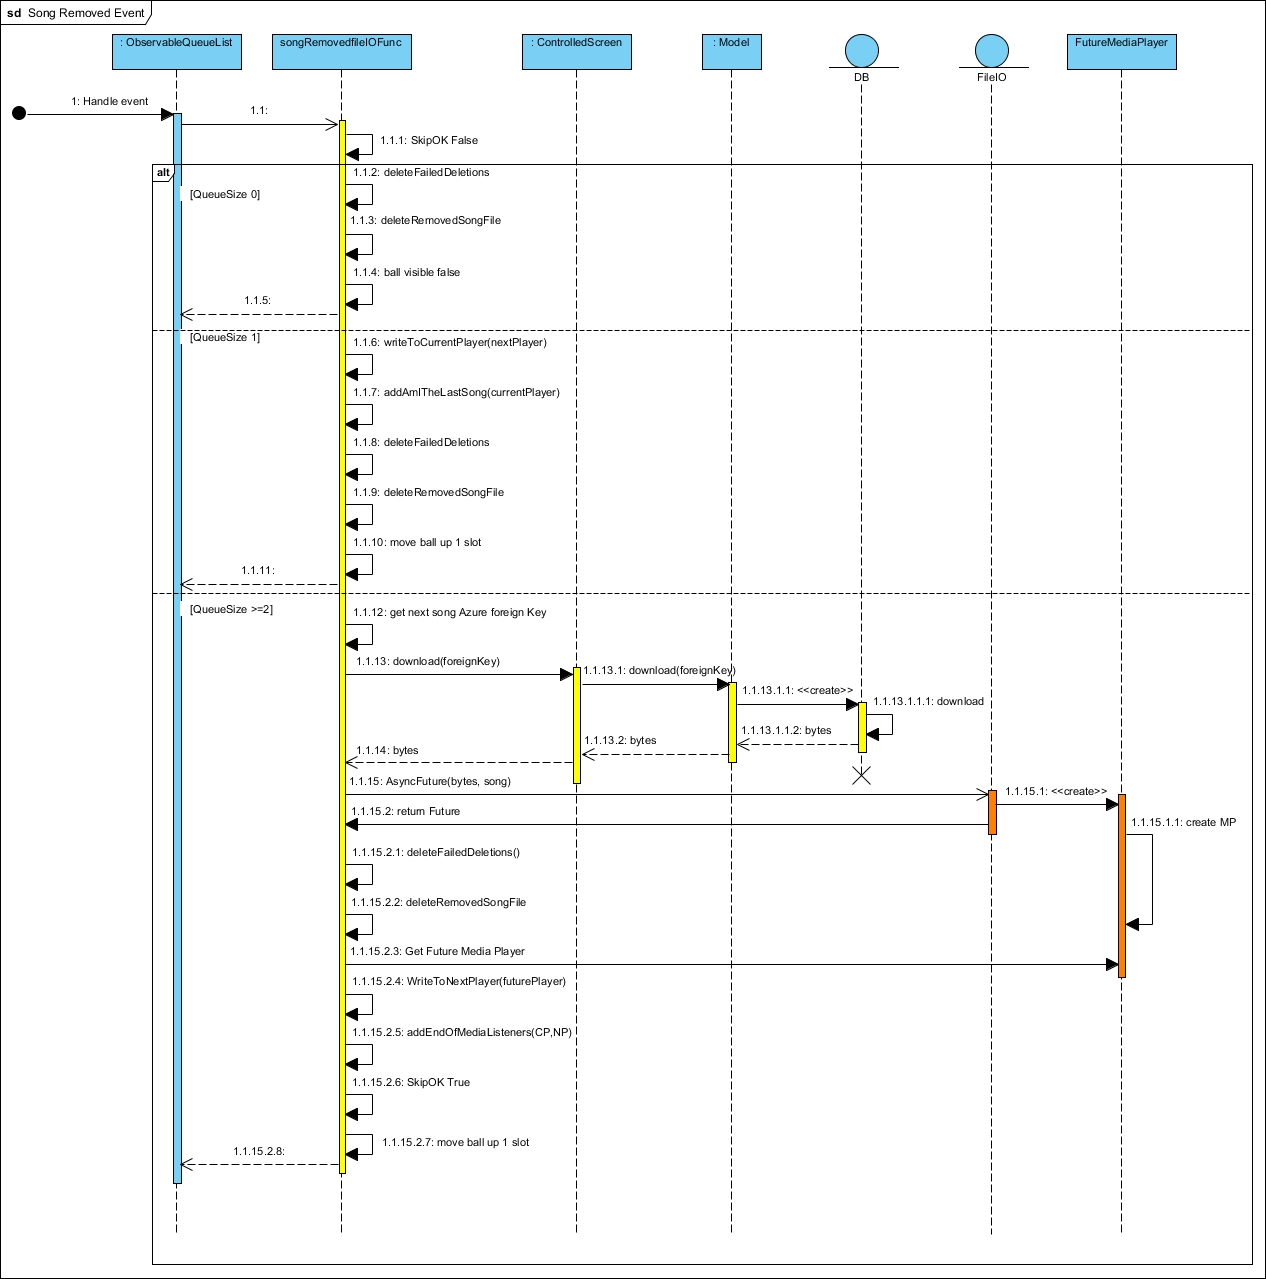 sd Song Removed Event
: ObservableQueueList
songRemovedfileIOFunc
: ControlledScreen
: Model
DB
FileIO
FutureMediaPlayer
1: Handle event
1.1:
1.1.1: SkipOK False
alt
1.1.2: deleteFailedDeletions
[QueueSize 0]
1.1.3: deleteRemovedSongFile
1.1.4: ball visible false
1.1.5:
[QueueSize 1]
1.1.6: writeToCurrentPlayer(nextPlayer)
1.1.7: addAmITheLastSong(currentPlayer)
1.1.8: deleteFailedDeletions
1.1.9: deleteRemovedSongFile
1.1.10: move ball up 1 slot
1.1.11:
[QueueSize >=2]
1.1.12: get next song Azure foreign Key
1.1.13: download(foreignKey)
1.1.13.1: download(foreignKey)
1.1.13.1.1: <<create>>
1.1.13.1.1.1: download
1.1.13.1.1.2: bytes
1.1.13.2: bytes
1.1.14: bytes
1.1.15: AsyncFuture(bytes, song)
1.1.15.1: <<create>>
1.1.15.2: return Future
1.1.15.1.1: create MP
1.1.15.2.1: deleteFailedDeletions()
1.1.15.2.2: deleteRemovedSongFile
1.1.15.2.3: Get Future Media Player
1.1.15.2.4: WriteToNextPlayer(futurePlayer)
1.1.15.2.5: addEndOfMediaListeners(CP,NP)
1.1.15.2.6: SkipOK True
1.1.15.2.7: move ball up 1 slot
1.1.15.2.8: